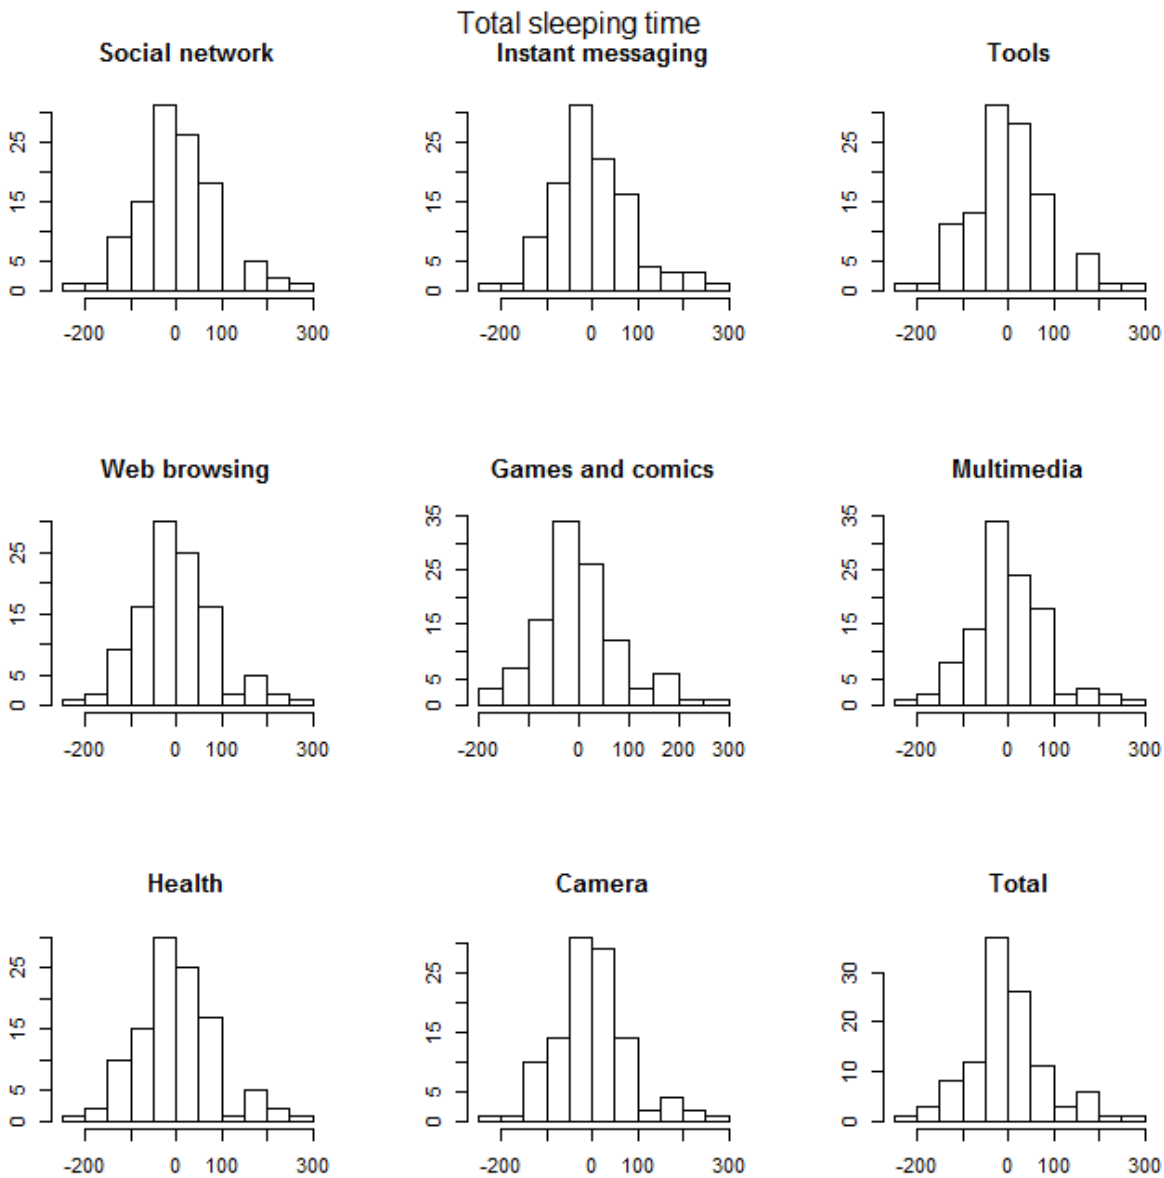 Total sleeping time
Social network Instant messaging Tools
25 25 25
15 15 15
5 5 5
0 0 0
-200 0 100 300 -200 0 100 300 -200 0 100 300
Web browsing Games and comics Multimedia
35 35
25 25 25
15 15 15
5 5 5
0 0 0
-200 0 100 300 -200 0 100 200 300 -200 0 100 300
Health Camera Total
25 25 30
15 15 20
5 5 10
0 0 0
-200 0 100 300 -200 0 100 300 -200 0 100 300